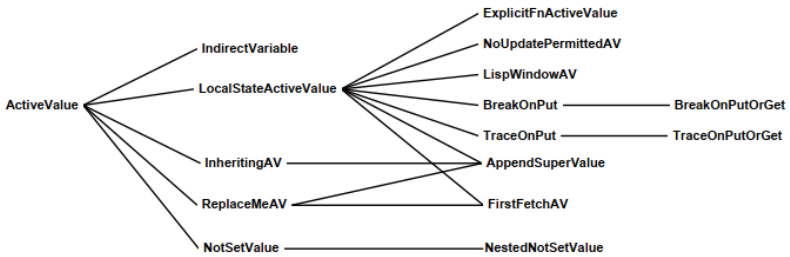 ExplicitFnActiveValue
IndirectVariable
NoUpdatePermittedAV
LocalStateActiveValue
LispWindowAV
ActiveValue
BreakOnPut
BreakOnPutOrGet
TraceOnPut
TraceOnPutOrGet
InheritingAV
AppendSuperValue
ReplaceMeAV
FirstFetchAV
NotSetValue
NestedNotSetValue